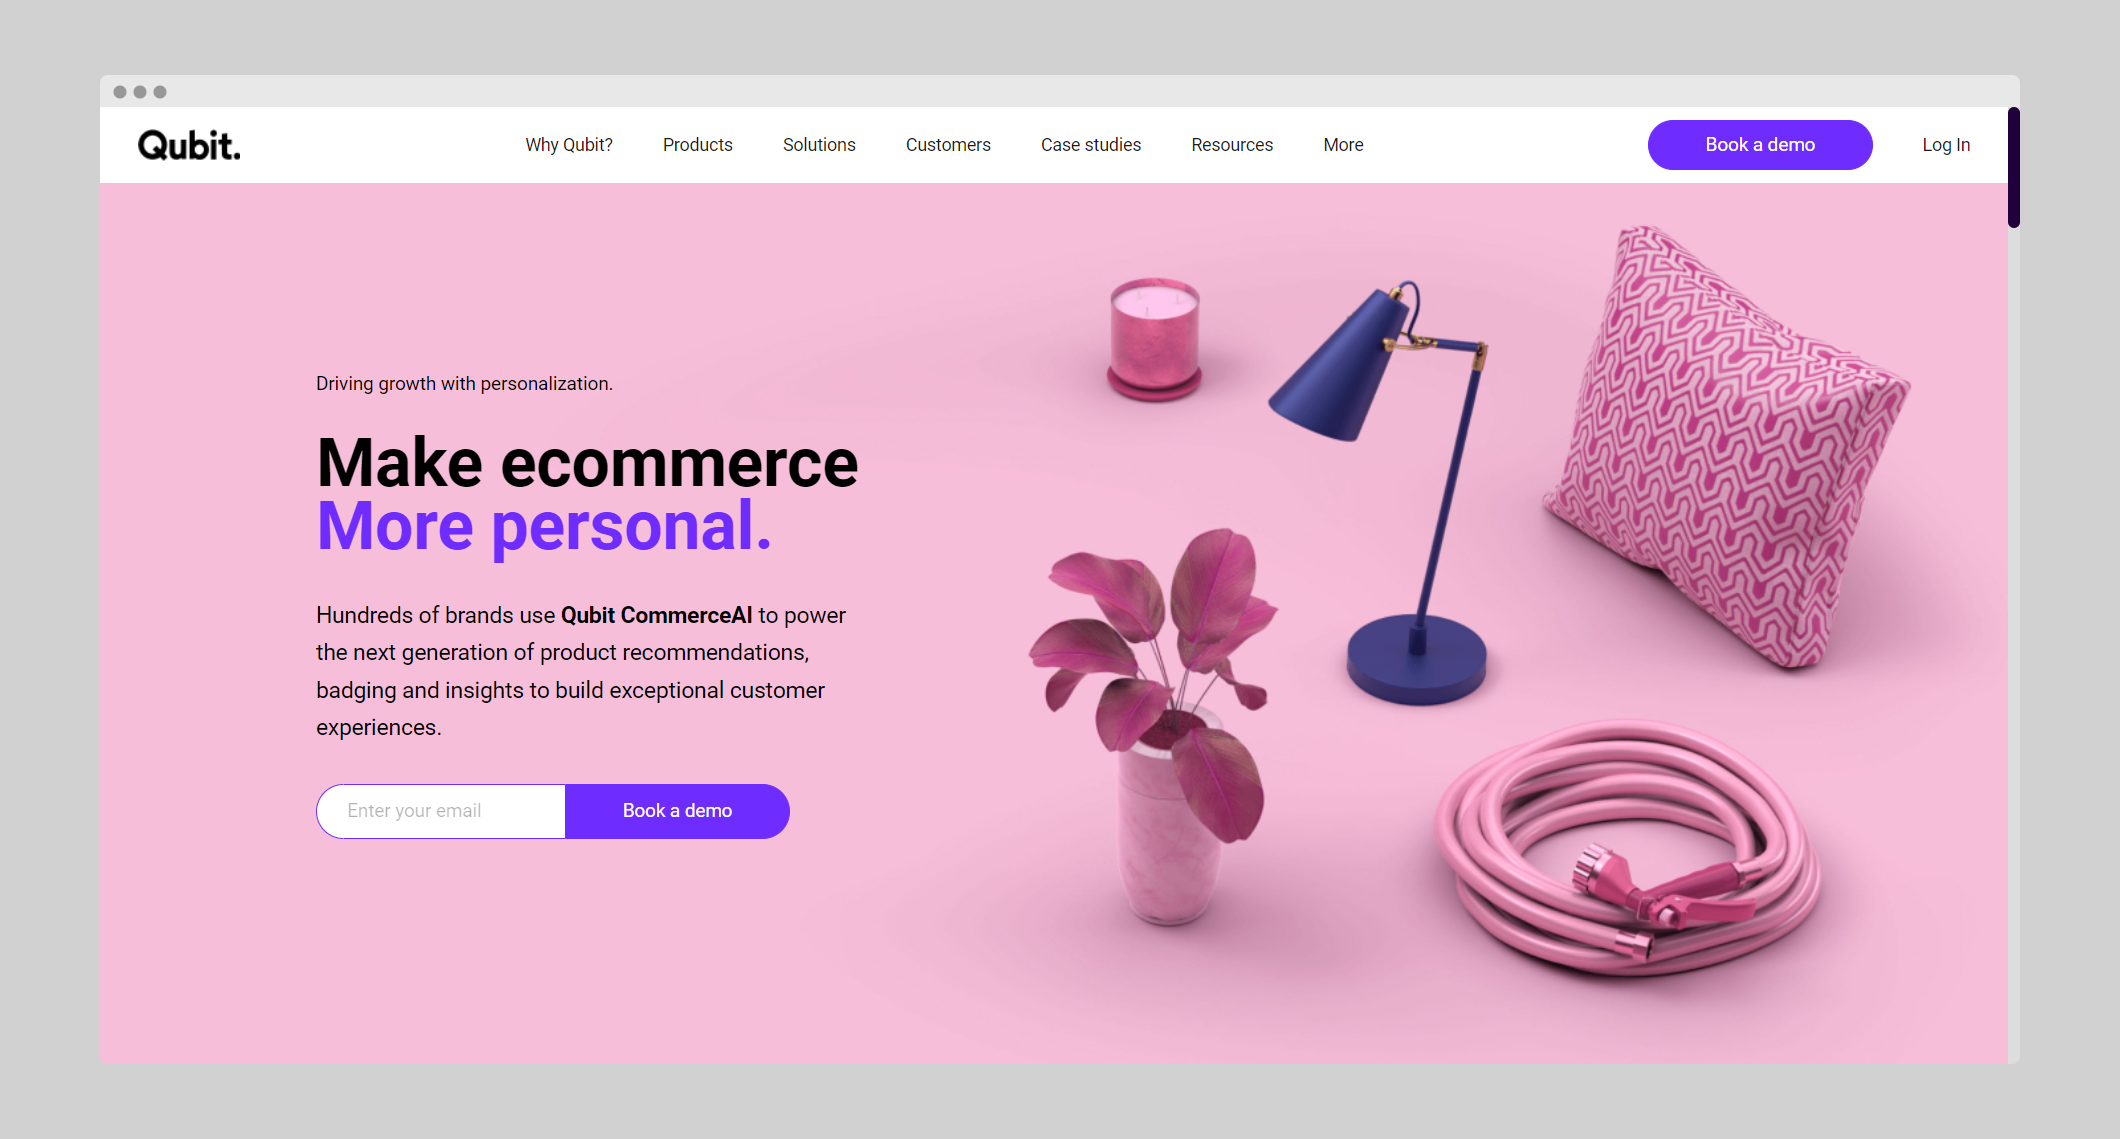 Qubit.
Why Qubit?
Products
Solutions
Customers
Case studies
Resources
More
Book a demo
Log In
Driving growth with personalization.
Make ecommerce
More personal.
Hundreds of brands use Qubit CommerceAI to power
the next generation of product recommendations,
badging and insights to build exceptional customer
experiences.
Enter your email
Book a demo